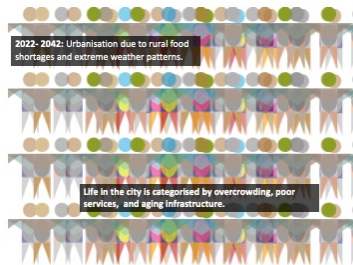 2022- 2042: Urbanisation due to rural food
shortages and extreme weather patterns.
Life in the city is categorised by overcrowding, poor
services, and aging infrastructure.